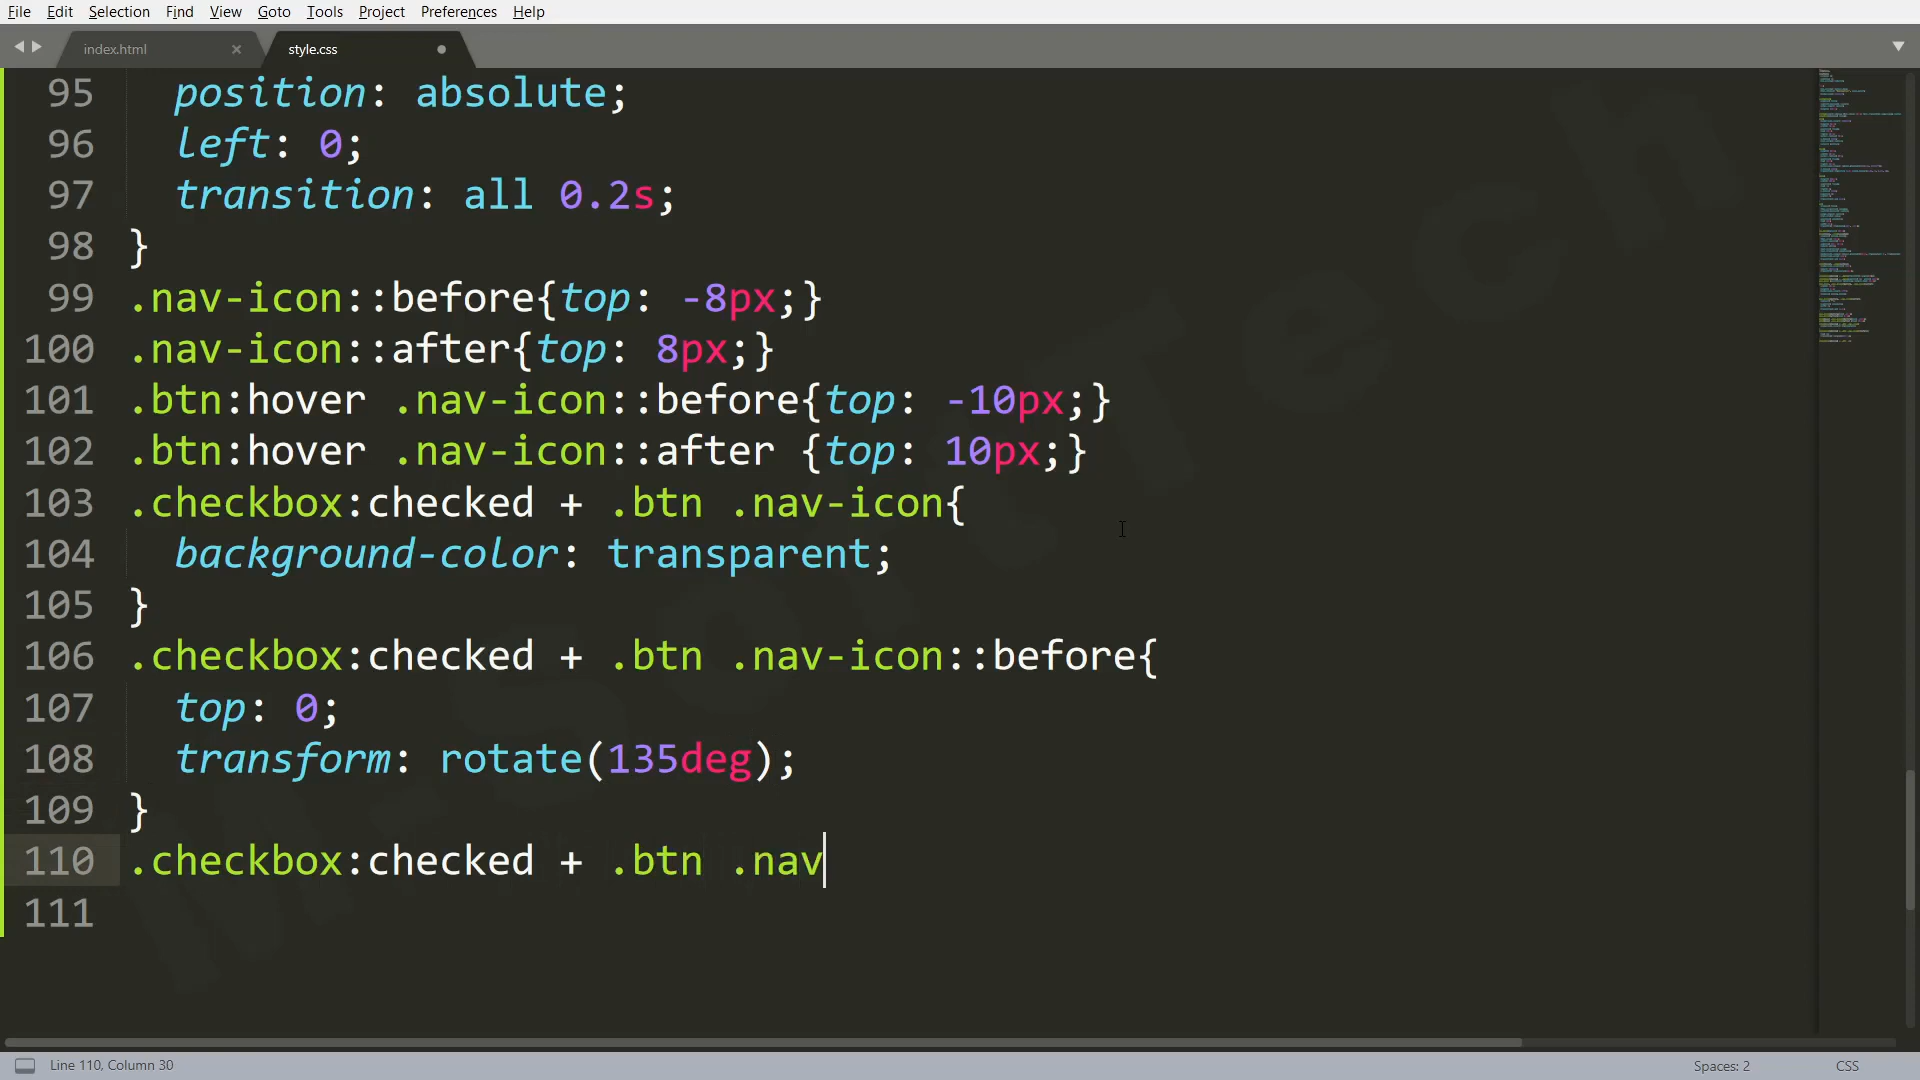 File Edit Selection Find View Goto Tools Project Preferences Help
index.html style.css
95 position: absolute;
96 left: 0;
97 transition: all 0.2s;
98 }
99 .nav-icon::before{top: -8px;}
100 .nav-icon::after{top: 8px;}
101 .btn:hover .nav-icon::before{top: -10px;}
102 .btn:hover .nav-icon::after {top: 10px;}
103 .checkbox:checked + .btn .nav-icon{
104 background-color: transparent;
105 }
106 .checkbox:checked + .btn .nav-icon::before{
107 top: 0;
108 transform: rotate(135deg);
109 }
110 .checkbox:checked + .btn .nav
111
Line 110, Column 30 Spaces: 2 CSS